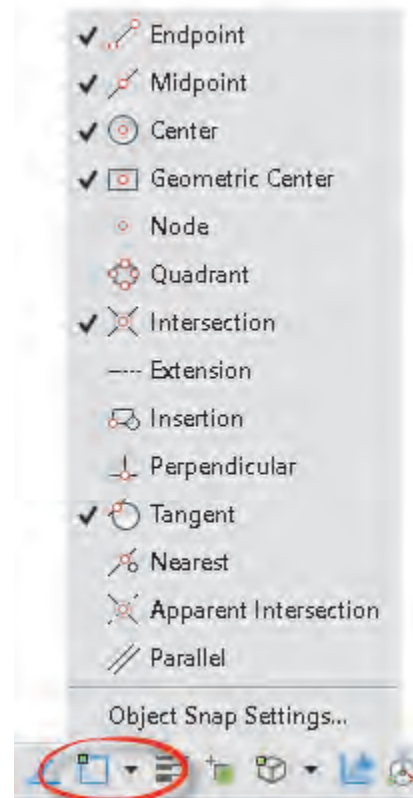 Endpoint
Midpoint
Center
Geometric Center
Node
Quadrant
Intersection
Extension
Insertion
Perpendicular
Tangent
Nearest
Apparent Intersection
Parallel
Object Snap Settings...